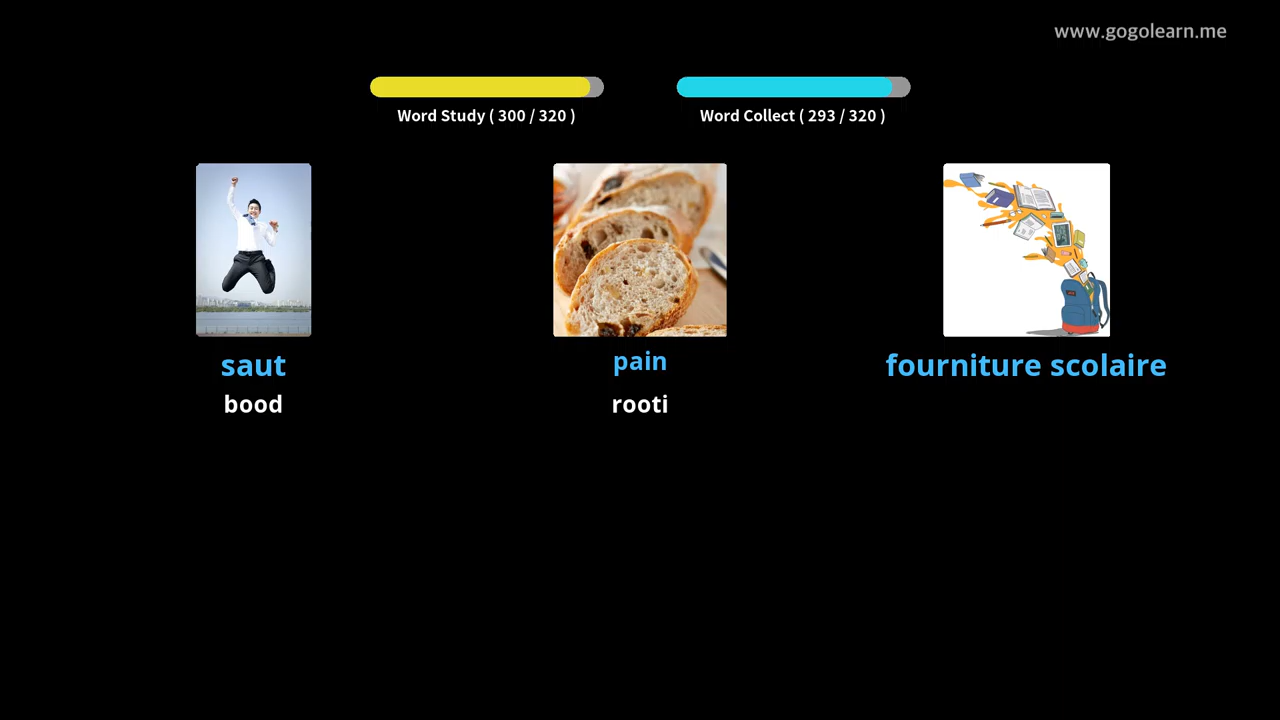 www.gogolearn.me
Word Study ( 300 / 320 )
Word Collect ( 293 / 320 )
saut
pain
fourniture scolaire
bood
rooti